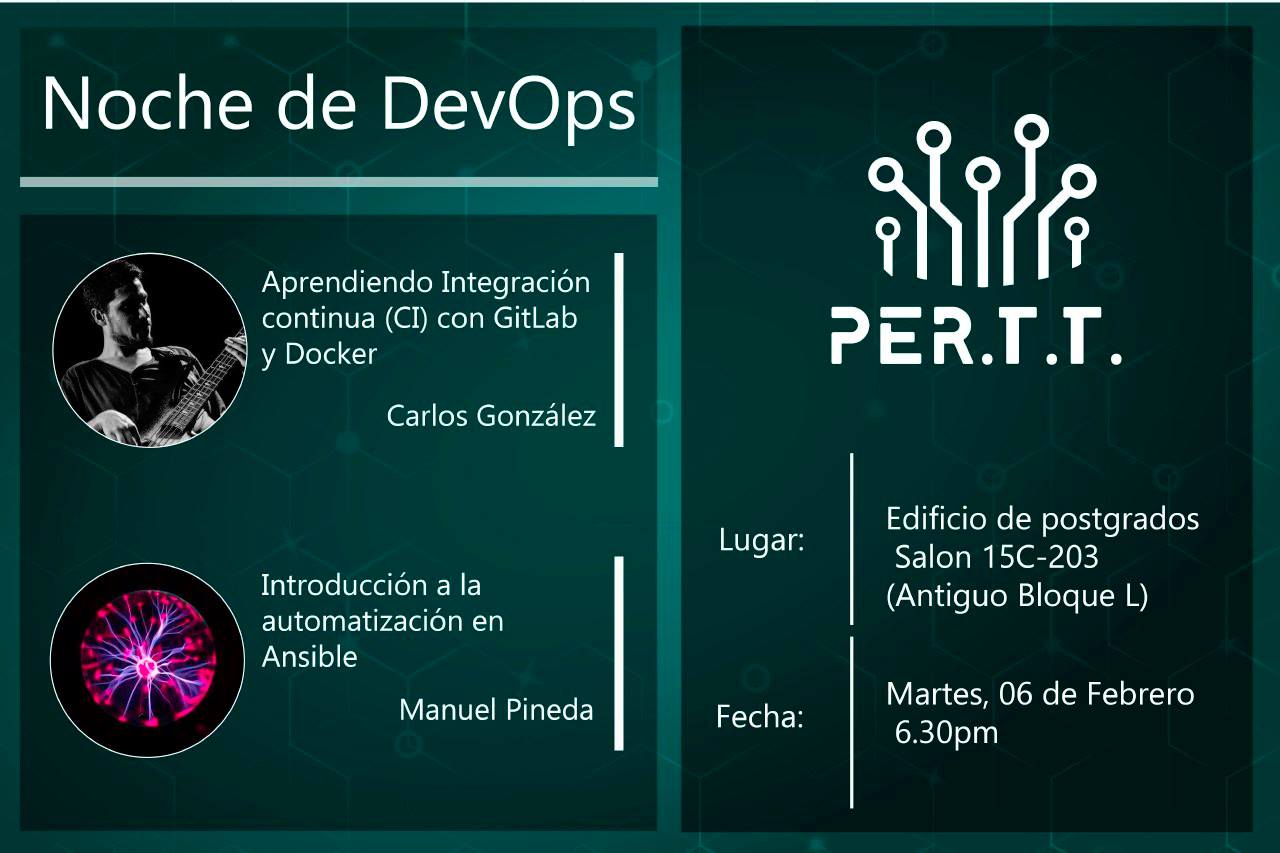 Noche de DevOps
Aprendiendo Integración
continua (CI) con GitLab
y Docker
Carlos González
Introducción a la
automatización en
Ansible
Manuel Pineda
PER.T.T.
Lugar:
Edificio de postgrados
Salon 15C-203
(Antiguo Bloque L)
Fecha:
Martes, 06 de Febrero
6.30pm